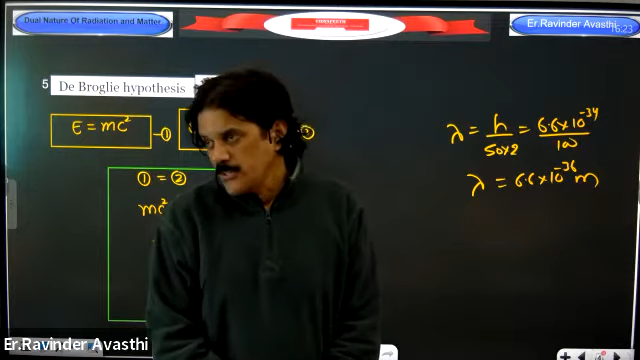 Dual Nature Of Radiation and Matter
Er.Ravinder Avasthi
16:23
5 De Broglie hypothesis
E = mc² —①
②
① = ②
mc²
λ = h/50×2 = 6.6×10⁻³⁴/100
λ = 6.6×10⁻³⁶ m
Er.Ravinder Avasthi